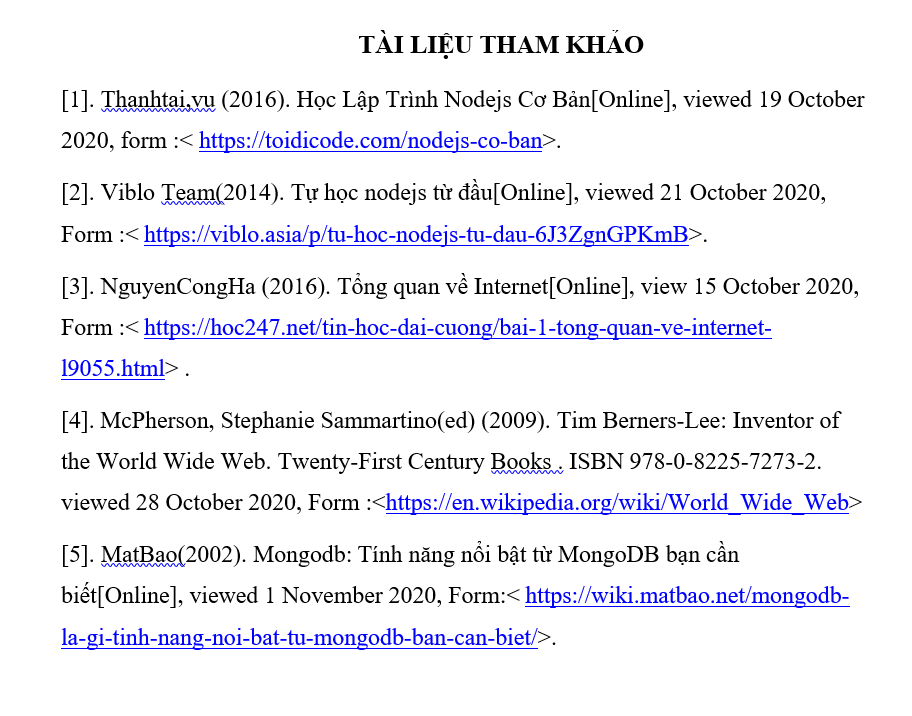 TÀI LIỆU THAM KHẢO
[1]. Thanhtai,vu (2016). Học Lập Trình Nodejs Cơ Bản[Online], viewed 19 October
2020, form :< https://toidicode.com/nodejs-co-ban>.
[2]. Viblo Team(2014). Tự học nodejs từ đầu[Online], viewed 21 October 2020,
Form :< https://viblo.asia/p/tu-hoc-nodejs-tu-dau-6J3ZgnGPKmB>.
[3]. NguyenCongHa (2016). Tổng quan về Internet[Online], view 15 October 2020,
Form :< https://hoc247.net/tin-hoc-dai-cuong/bai-1-tong-quan-ve-internet-
l9055.html> .
[4]. McPherson, Stephanie Sammartino(ed) (2009). Tim Berners-Lee: Inventor of
the World Wide Web. Twenty-First Century Books . ISBN 978-0-8225-7273-2.
viewed 28 October 2020, Form :<https://en.wikipedia.org/wiki/World_Wide_Web>
[5]. MatBao(2002). Mongodb: Tính năng nổi bật từ MongoDB bạn cần
biết[Online], viewed 1 November 2020, Form:< https://wiki.matbao.net/mongodb-
la-gi-tinh-nang-noi-bat-tu-mongodb-ban-can-biet/>.